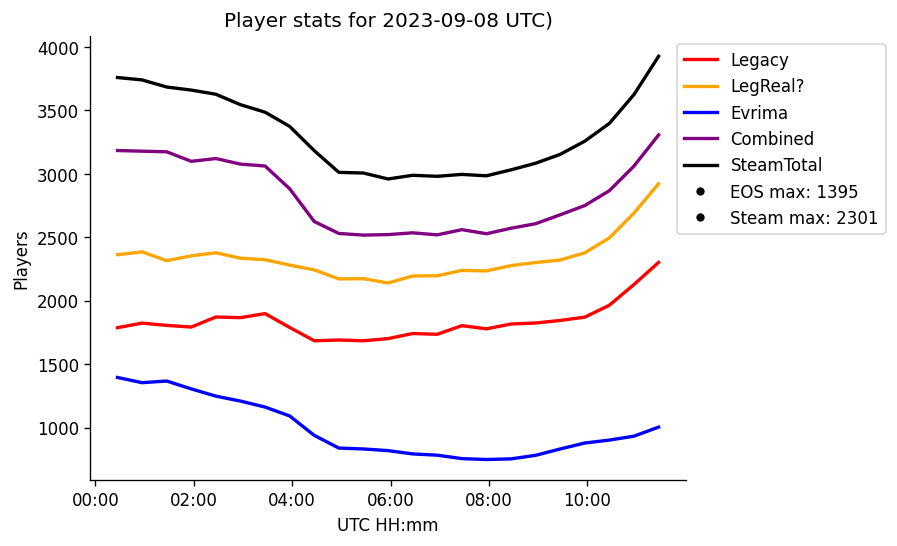 Player stats for 2023-09-08 UTC)
4000
3500
3000
2500
2000
1500
1000
Players
00:00 02:00 04:00 06:00 08:00 10:00
UTC HH:mm
Legacy
LegReal?
Evrima
Combined
SteamTotal
EOS max: 1395
Steam max: 2301